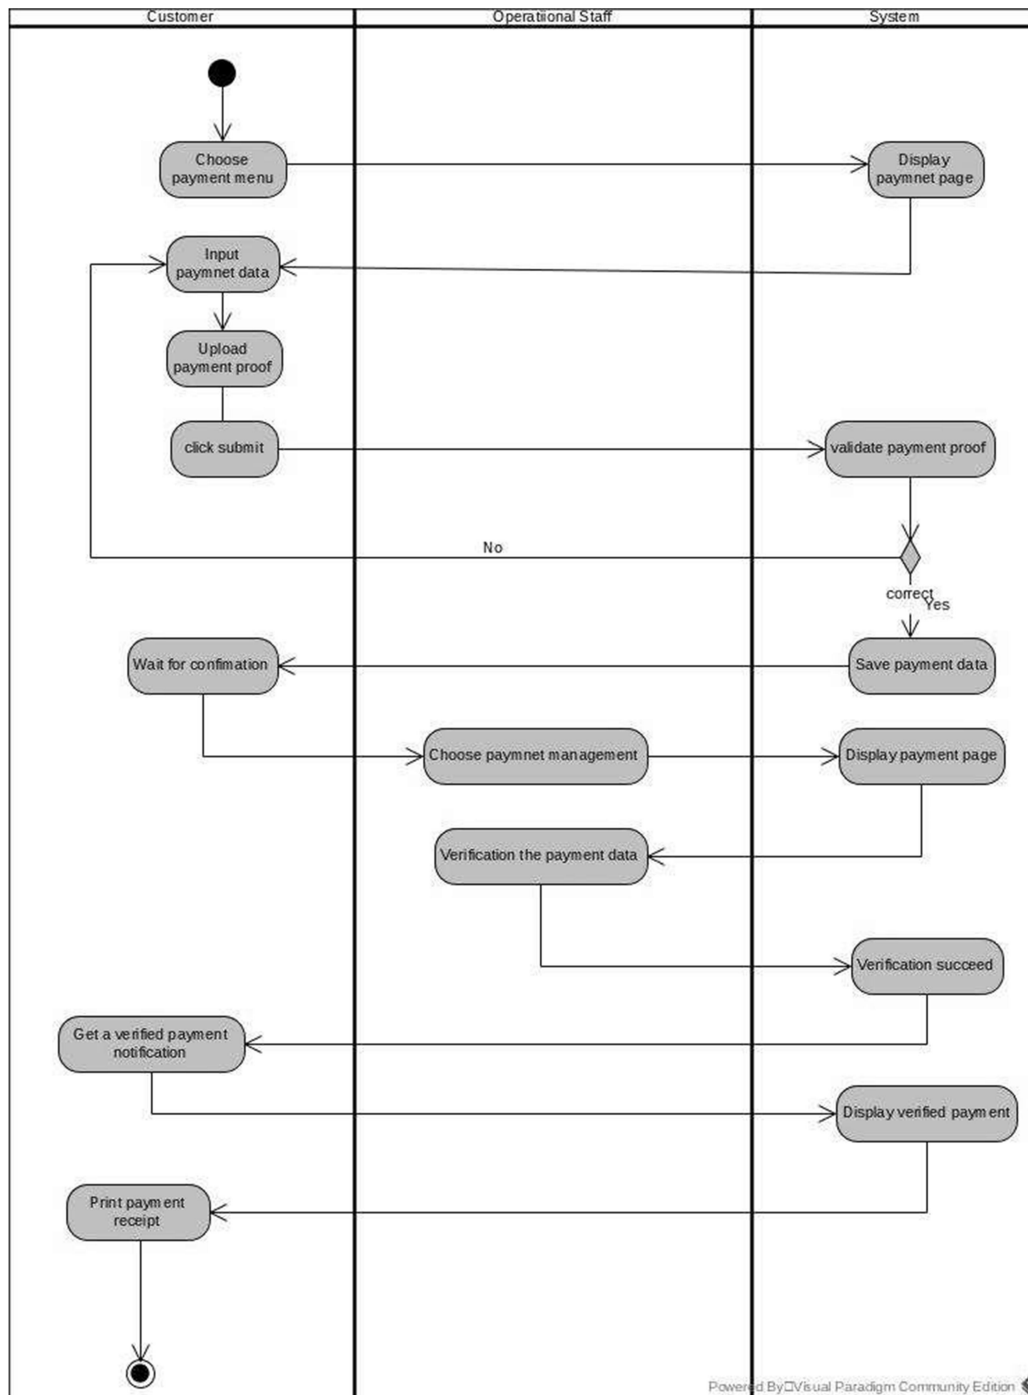 Customer
Operatiional Staff
System
Choose
payment menu
Display
paymnet page
Input
paymnet data
Upload
payment proof
click submit
validate payment proof
No
correct
Yes
Wait for confimation
Save payment data
Choose paymnet management
Display payment page
Verification the payment data
Verification succeed
Get a verified payment
notification
Display verified payment
Print payment
receipt
Powered By□Visual Paradigm Community Edition